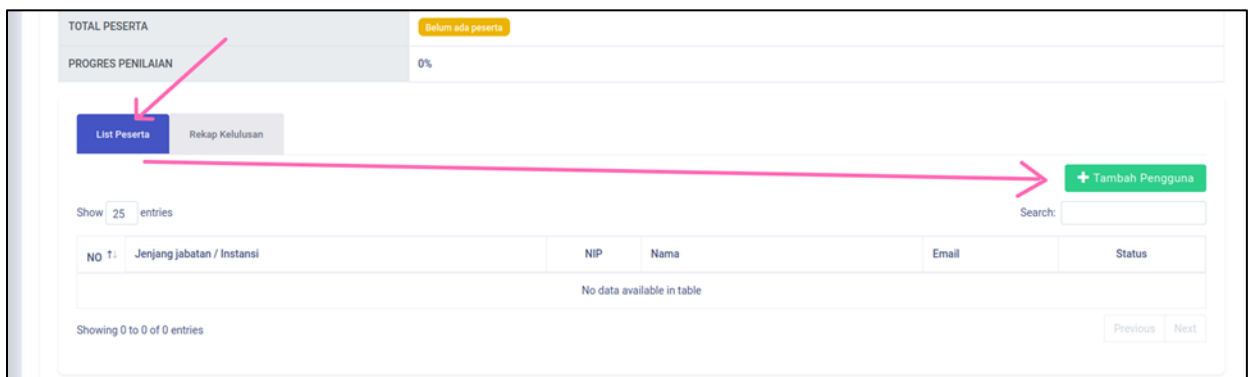 TOTAL PESERTA Belum ada peserta
PROGRES PENILAIAN 0%
List Peserta Rekap Kelulusan
+ Tambah Pengguna
Show 25 entries Search:
NO ↑↓ Jenjang jabatan / Instansi NIP Nama Email Status
No data available in table
Showing 0 to 0 of 0 entries Previous Next